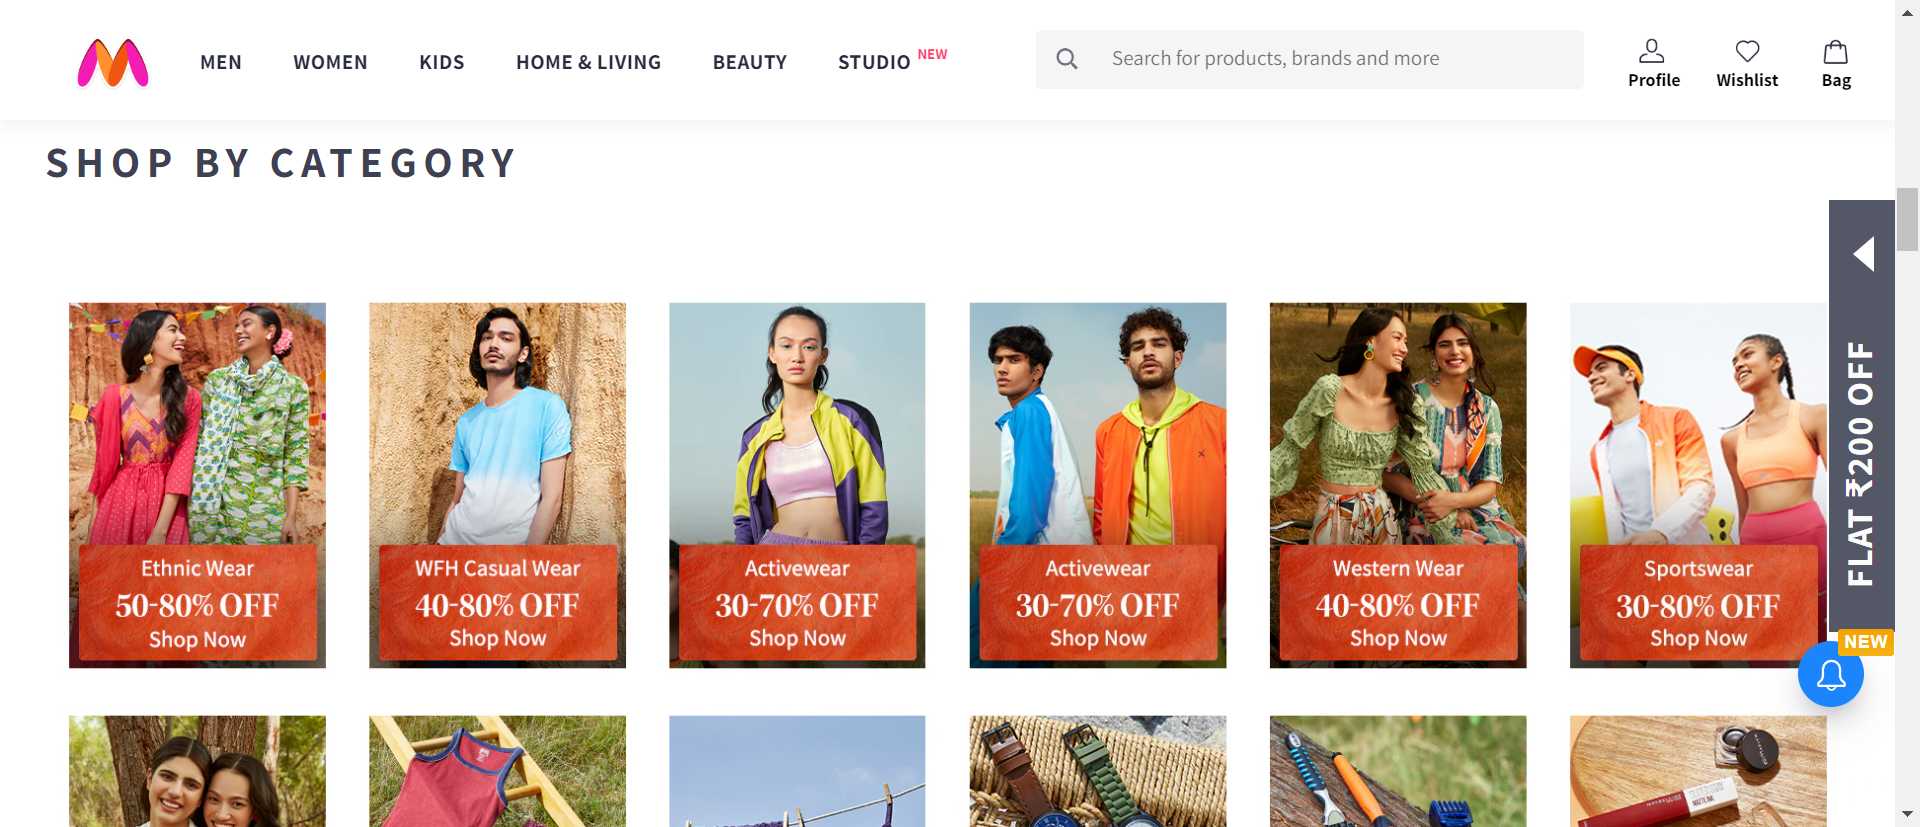 MEN
WOMEN
KIDS
HOME & LIVING
BEAUTY
STUDIO NEW
Search for products, brands and more
Profile
Wishlist
Bag
SHOP BY CATEGORY
Ethnic Wear
50-80% OFF
Shop Now
WFH Casual Wear
40-80% OFF
Shop Now
Activewear
30-70% OFF
Shop Now
Activewear
30-70% OFF
Shop Now
Western Wear
40-80% OFF
Shop Now
Sportswear
30-80% OFF
Shop Now
FLAT ₹200 OFF
NEW